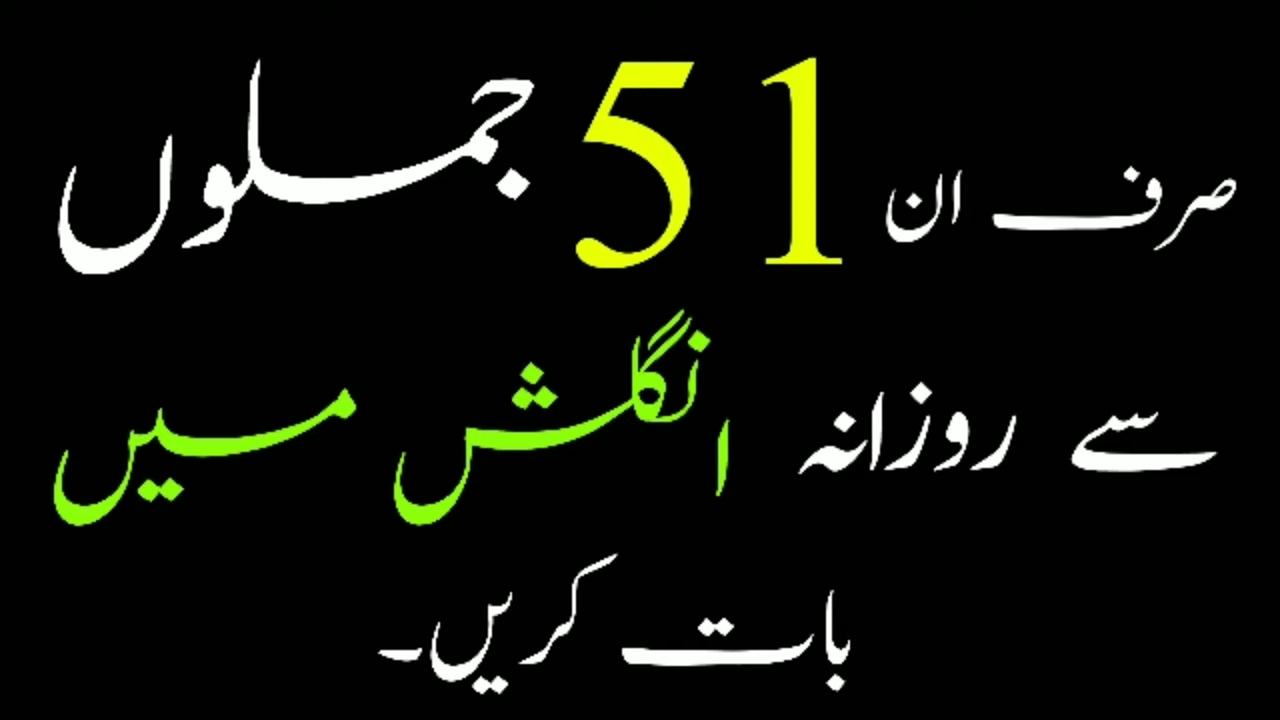 صرف ان 51 جملوں
سے روزانہ انگلش میں
بات کریں۔